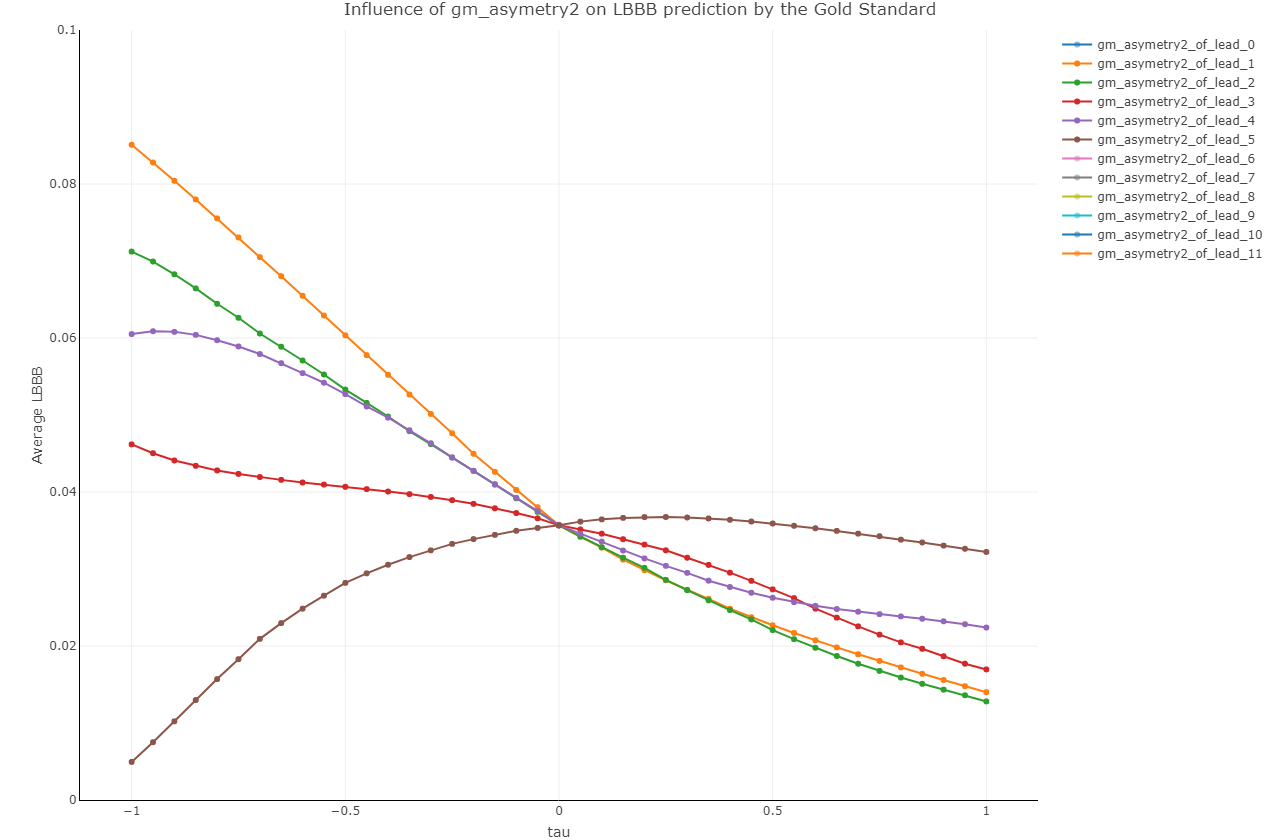 Influence of gm_asymetry2 on LBBB prediction by the Gold Standard
0.1
0.08
0.06
0.04
0.02
0
Average LBBB
−1
−0.5
0
0.5
1
tau
gm_asymetry2_of_lead_0
gm_asymetry2_of_lead_1
gm_asymetry2_of_lead_2
gm_asymetry2_of_lead_3
gm_asymetry2_of_lead_4
gm_asymetry2_of_lead_5
gm_asymetry2_of_lead_6
gm_asymetry2_of_lead_7
gm_asymetry2_of_lead_8
gm_asymetry2_of_lead_9
gm_asymetry2_of_lead_10
gm_asymetry2_of_lead_11